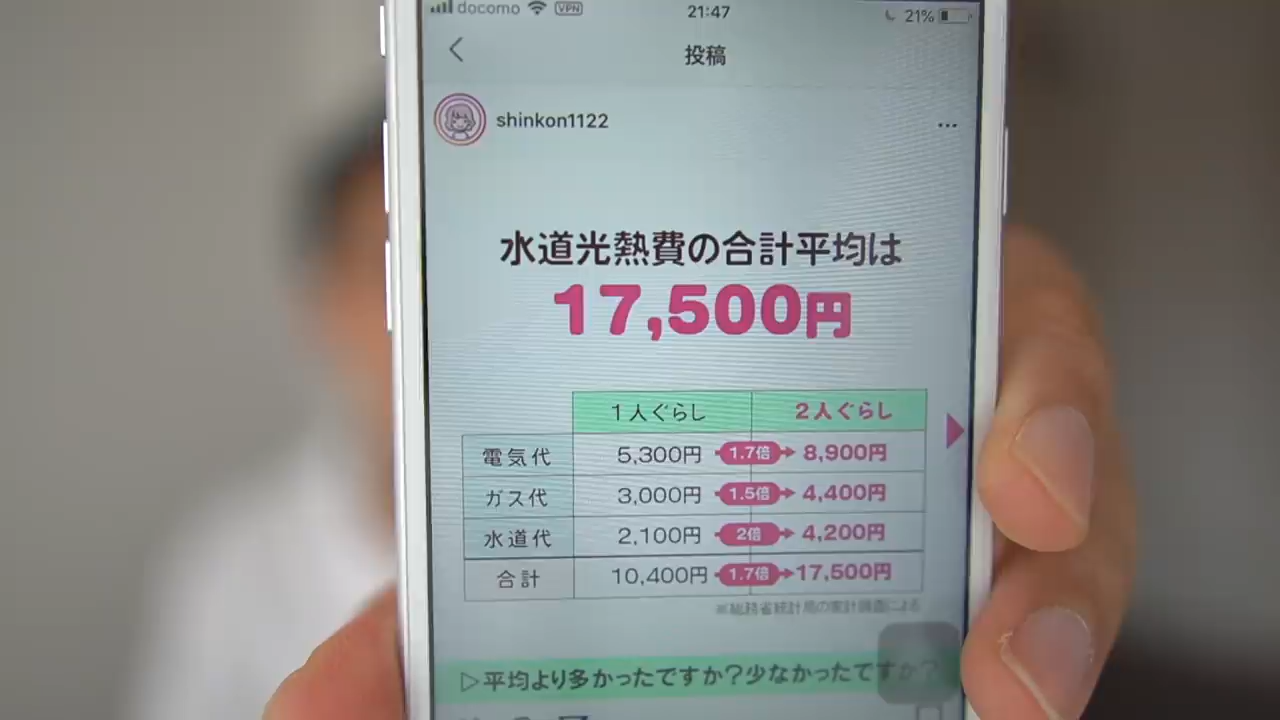 docomo VPN 21:47 21%
投稿
shinkon1122
水道光熱費の合計平均は
17,500円
1人ぐらし 2人ぐらし
電気代 5,300円 1.7倍 8,900円
ガス代 3,000円 1.5倍 4,400円
水道代 2,100円 2倍 4,200円
合計 10,400円 1.7倍 17,500円
※総務省統計局の家計調査による
▷平均より多かったですか?少なかったですか?